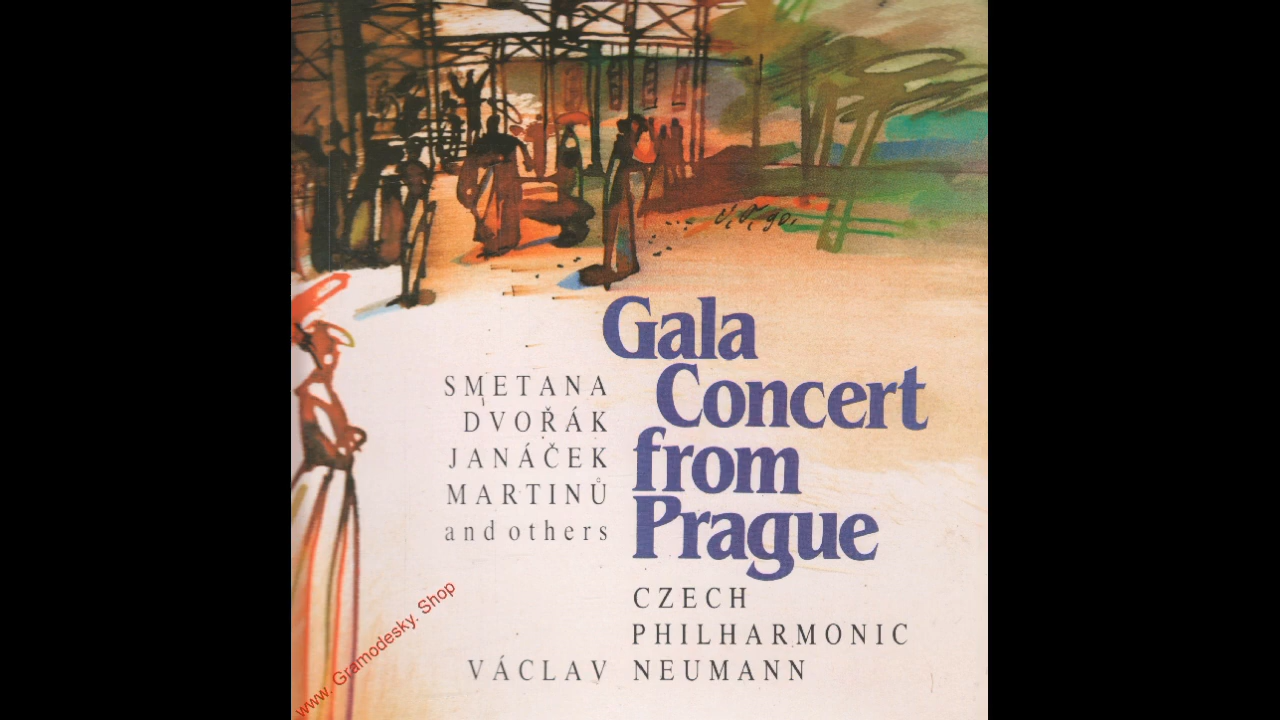 Gala
Concert
from
Prague
SMETANA
DVOŘÁK
JANÁČEK
MARTINŮ
and others
CZECH
PHILHARMONIC
VÁCLAV NEUMANN
www. Gramodesky. Shop